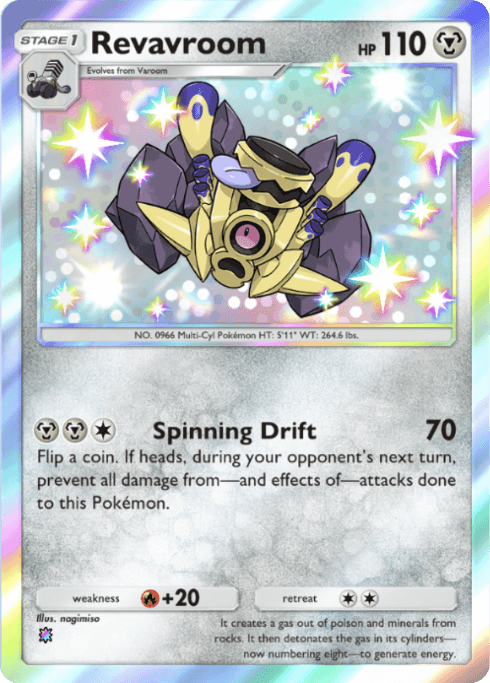 STAGE 1
Revavroom
HP 110
Evolves from Varoom
NO. 0966 Multi-Cyl Pokémon HT: 5'11" WT: 264.6 lbs.
Spinning Drift 70
Flip a coin. If heads, during your opponent's next turn,
prevent all damage from—and effects of—attacks done
to this Pokémon.
weakness +20
retreat
Illus. nagimiso
It creates a gas out of poison and minerals from
rocks. It then detonates the gas in its cylinders—
now numbering eight—to generate energy.